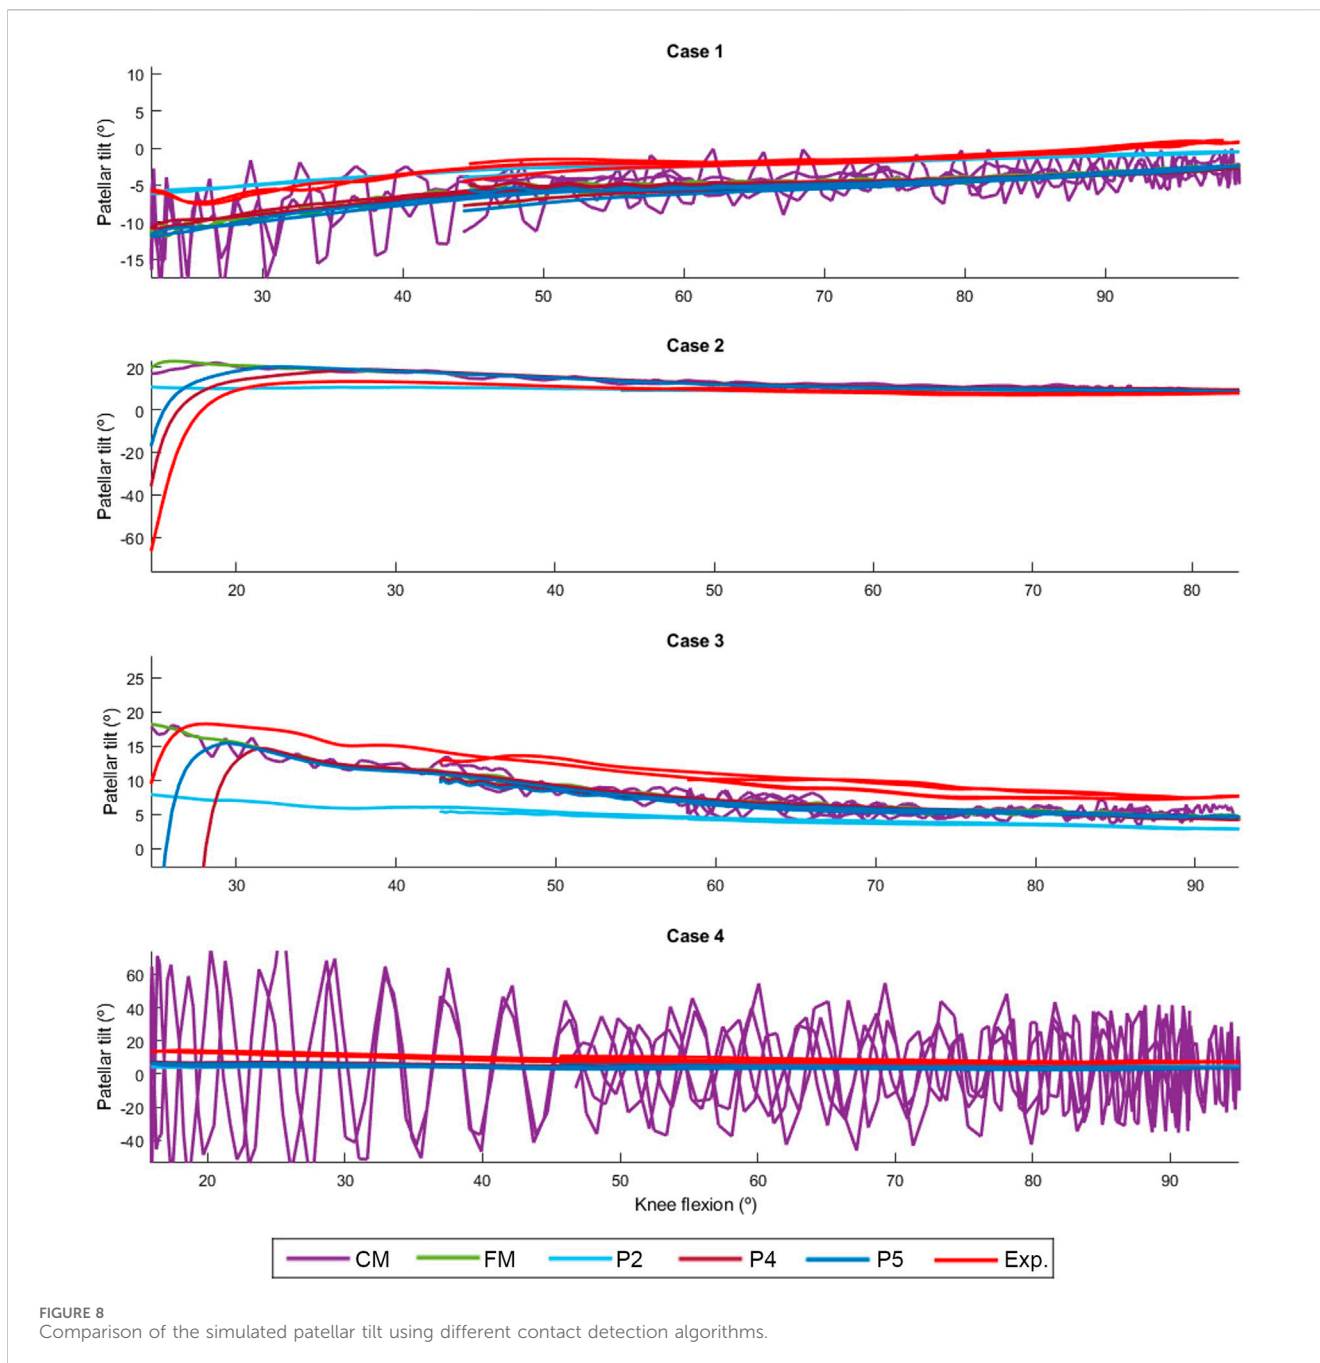 Case 1
Patellar tilt (º)
10
5
0
-5
-10
-15
30 40 50 60 70 80 90
Case 2
Patellar tilt (º)
20
0
-20
-40
-60
20 30 40 50 60 70 80
Case 3
Patellar tilt (º)
25
20
15
10
5
0
30 40 50 60 70 80 90
Case 4
Patellar tilt (º)
60
40
20
0
-20
-40
20 30 40 50 60 70 80 90
Knee flexion (º)
CM FM P2 P4 P5 Exp.
FIGURE 8
Comparison of the simulated patellar tilt using different contact detection algorithms.